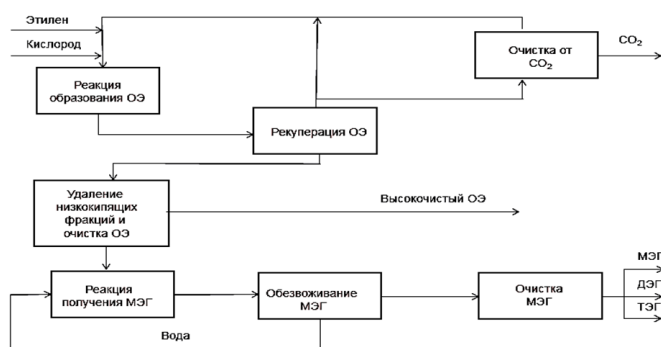 Этилен
Кислород
Реакция
образования ОЭ
Рекуперация ОЭ
Очистка от
CO2
CO2
Удаление
низкокипящих
фракций и
очистка ОЭ
Высокочистый ОЭ
Реакция
получения МЭГ
Обезвоживание
МЭГ
Очистка
МЭГ
МЭГ
ДЭГ
ТЭГ
Вода